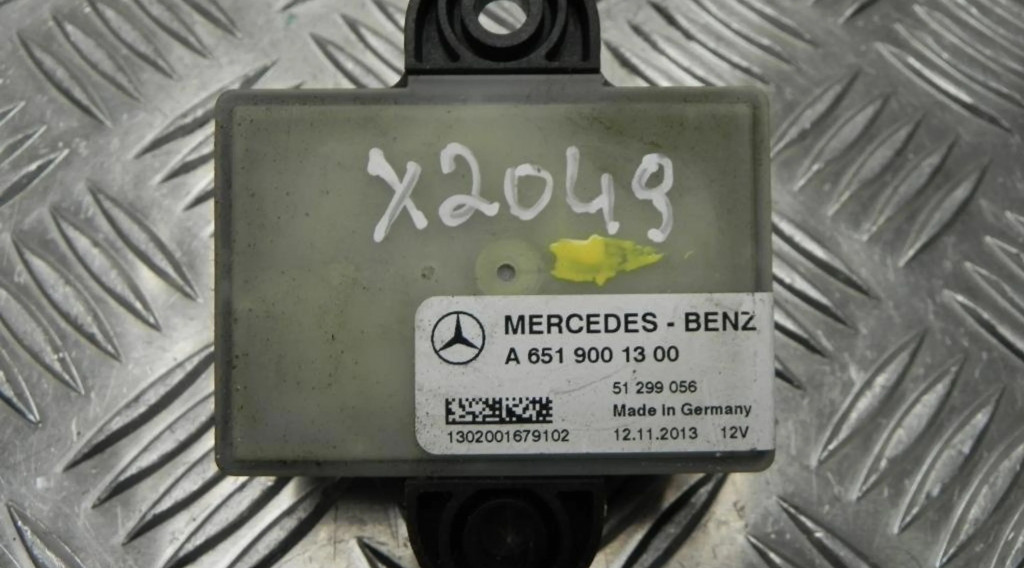 X2049
MERCEDES - BENZ
A 651 900 13 00
51 299 056
Made In Germany
1302001679102
12.11.2013 12V